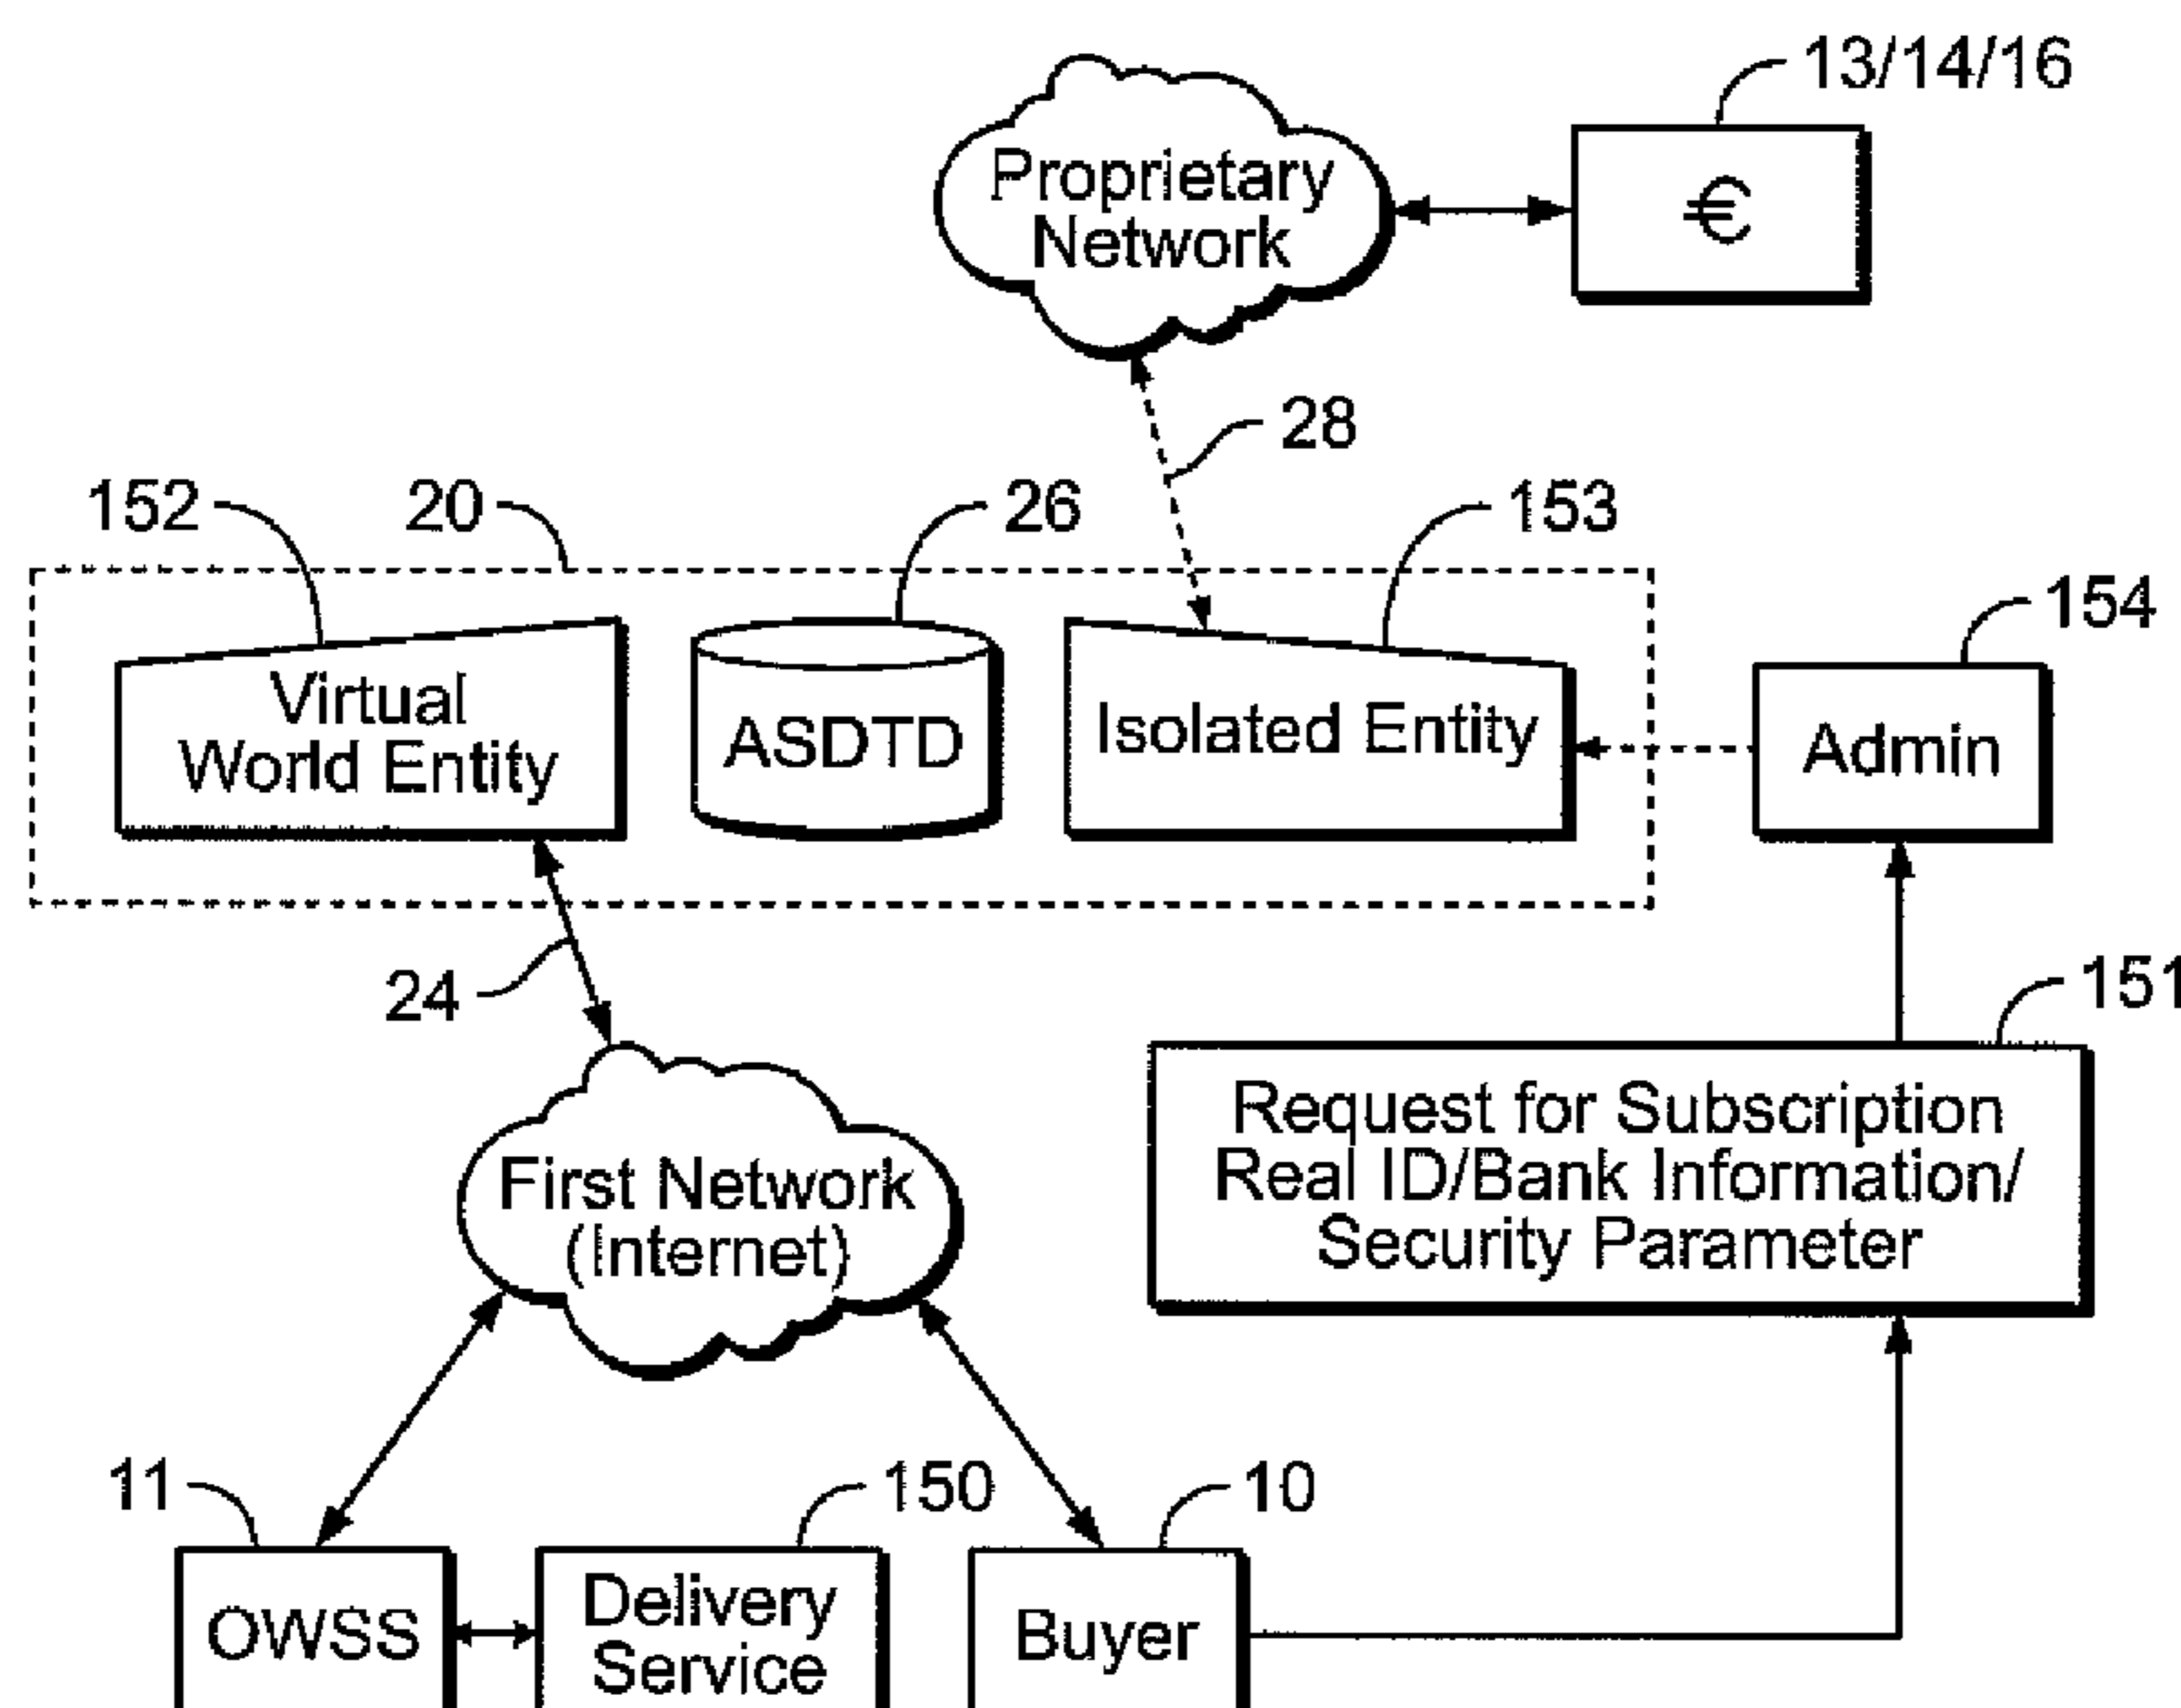 13/14/16
Proprietary
Network
€
28
152
20
26
153
154
Virtual
World Entity
ASDTD
Isolated Entity
Admin
24
151
First Network
(Internet)
Request for Subscription
Real ID/Bank Information/
Security Parameter
11
150
10
OWSS
Delivery
Service
Buyer